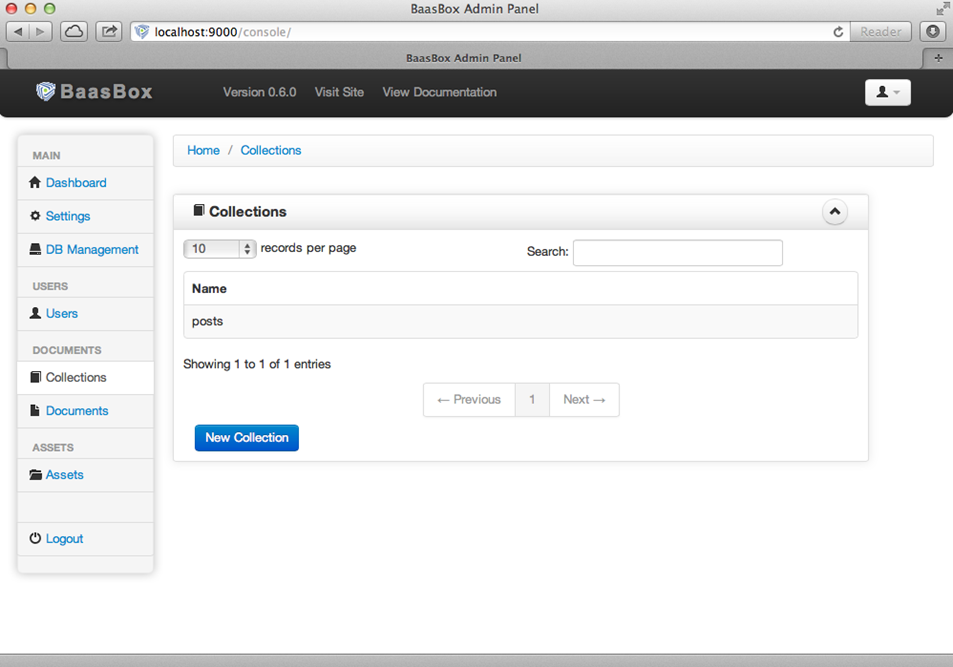 BaasBox Admin Panel
localhost:9000/console/
Reader
BaasBox Admin Panel
BaasBox Version 0.6.0 Visit Site View Documentation
MAIN
Dashboard
Settings
DB Management
USERS
Users
DOCUMENTS
Collections
Documents
ASSETS
Assets
Logout
Home / Collections
Collections
10 records per page
Search:
Name
posts
Showing 1 to 1 of 1 entries
← Previous 1 Next →
New Collection